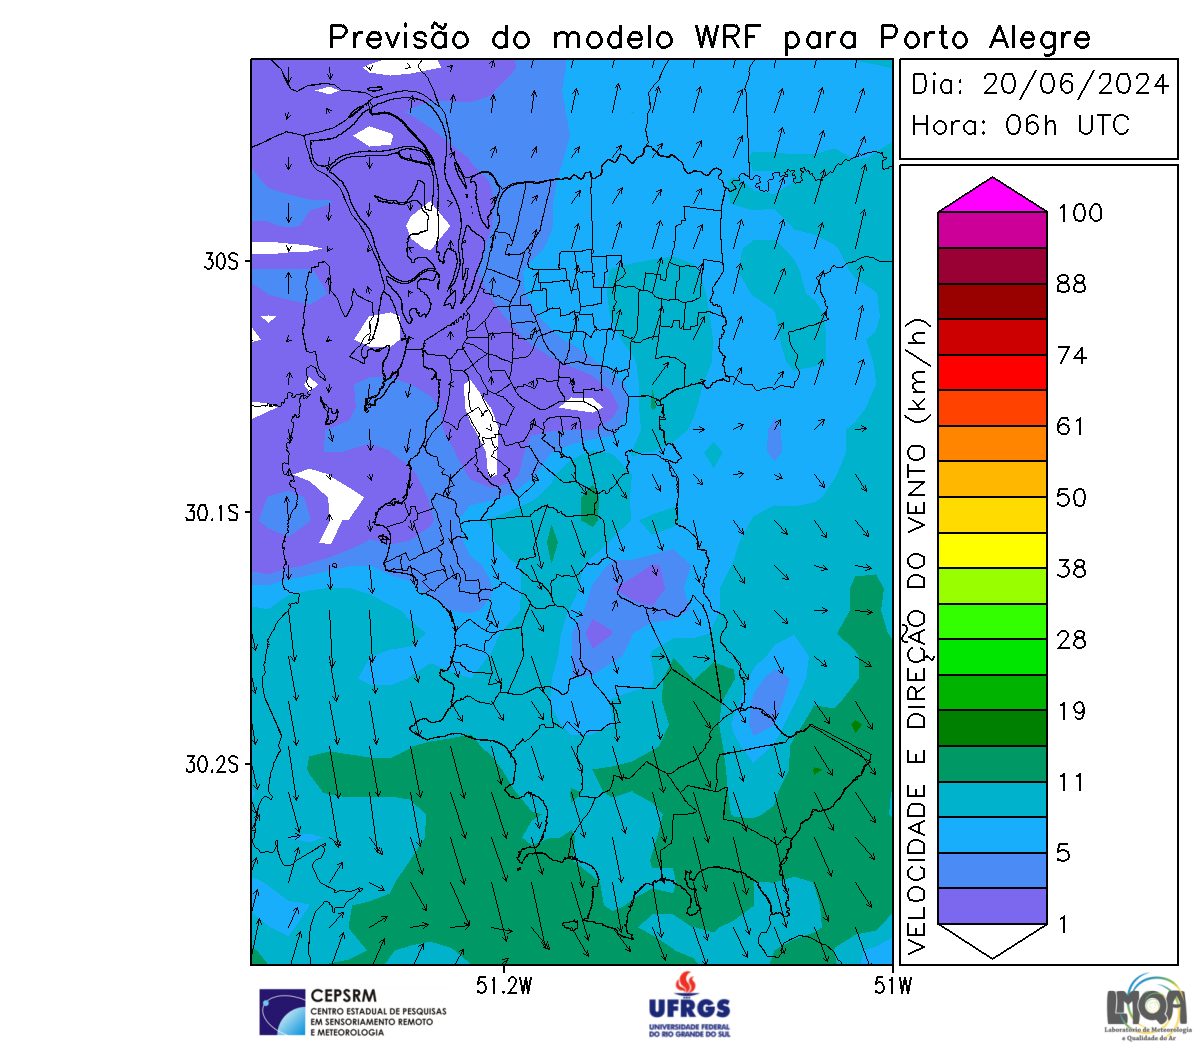 Previsão do modelo WRF para Porto Alegre
Dia: 20/06/2024
Hora: 06h UTC
30S
30.1S
30.2S
51.2W
51W
VELOCIDADE E DIREÇÃO DO VENTO (km/h)
100
88
74
61
50
38
28
19
11
5
1
CEPSRM
CENTRO ESTADUAL DE PESQUISAS
EM SENSORIAMENTO REMOTO
E METEOROLOGIA
UFRGS
UNIVERSIDADE FEDERAL
DO RIO GRANDE DO SUL
LMQA
Laboratório de Meteorologia
e Qualidade do Ar